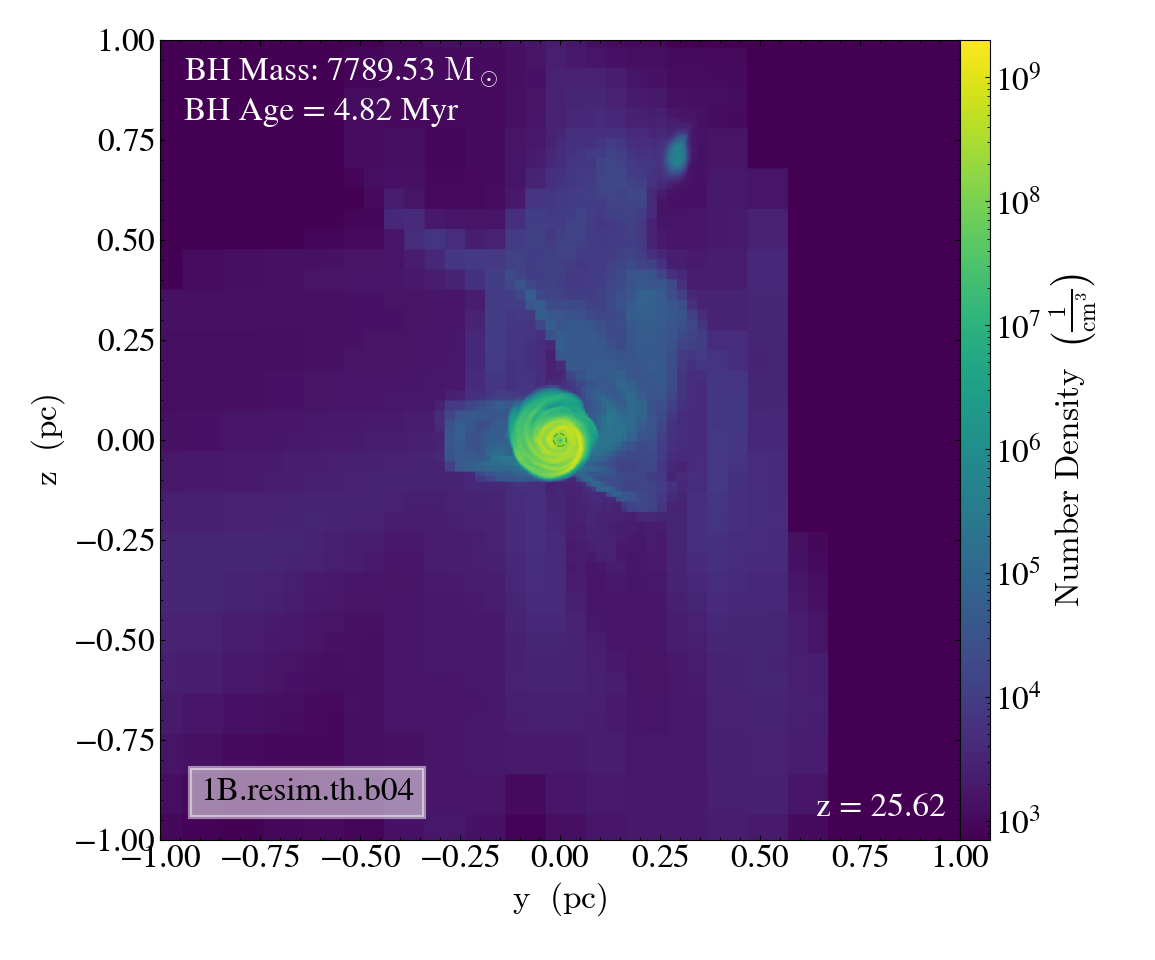 BH Mass: 7789.53 M⊙
BH Age = 4.82 Myr
1B.resim.th.b04
z = 25.62
1.00
0.75
0.50
0.25
0.00
−0.25
−0.50
−0.75
−1.00
z (pc)
−1.00 −0.75 −0.50 −0.25 0.00 0.25 0.50 0.75 1.00
y (pc)
10⁹
10⁸
10⁷
10⁶
10⁵
10⁴
10³
Number Density (1/cm³)